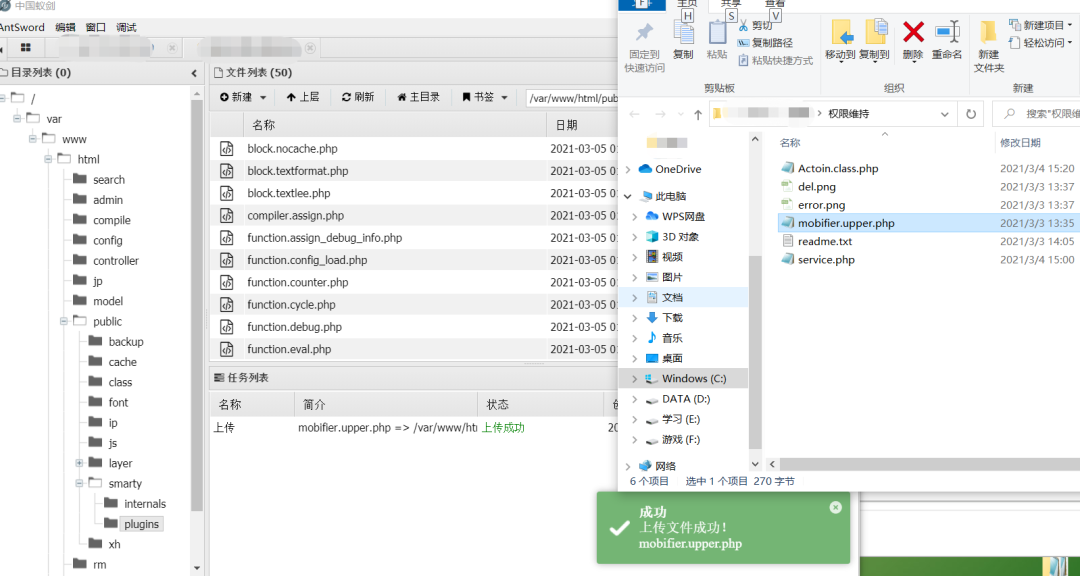 中国蚁剑
AntSword 编辑 窗口 调试
目录列表 (0)
/
var
www
html
search
admin
compile
config
controller
jp
model
public
backup
cache
class
font
ip
js
layer
smarty
internals
plugins
xh
rm
文件列表 (50)
新建 上层 刷新 主目录 书签 /var/www/html/pub
名称 日期
block.nocache.php 2021-03-05 0
block.textformat.php 2021-03-05 0
block.textlee.php 2021-03-05 0
compiler.assign.php 2021-03-05 0
function.assign_debug_info.php 2021-03-05 0
function.config_load.php 2021-03-05 0
function.counter.php 2021-03-05 0
function.cycle.php 2021-03-05 0
function.debug.php 2021-03-05 0
function.eval.php 2021-03-05 0
任务列表
名称 简介 状态
上传 mobifier.upper.php => /var/www/ht 上传成功 20
F 主页 共享 查看
H S V
固定到
快速访问
复制
粘贴
剪切
复制路径
粘贴快捷方式
剪贴板
移动到 复制到 删除 重命名
组织
新建
文件夹
新建项目
轻松访问
新建
权限维持
搜索"权限维
OneDrive
此电脑
WPS网盘
3D 对象
视频
图片
文档
下载
音乐
桌面
Windows (C:)
DATA (D:)
学习 (E:)
游戏 (F:)
网络
名称 修改日期
Actoin.class.php 2021/3/4 15:20
del.png 2021/3/3 13:37
error.png 2021/3/3 13:37
mobifier.upper.php 2021/3/3 13:35
readme.txt 2021/3/3 14:05
service.php 2021/3/4 15:00
6 个项目 选中 1 个项目 270 字节
成功
上传文件成功！
mobifier.upper.php